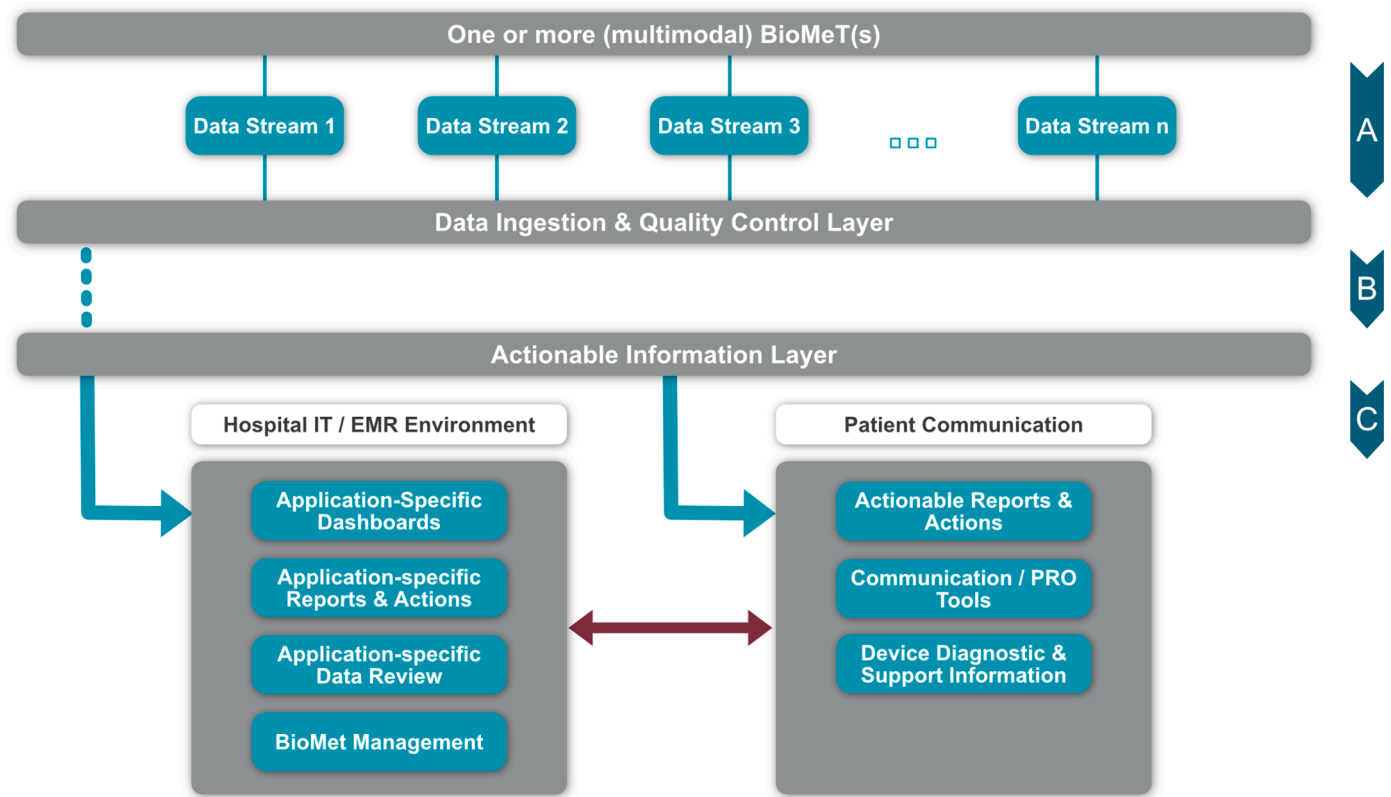 One or more (multimodal) BioMeT(s)
Data Stream 1
Data Stream 2
Data Stream 3
Data Stream n
A
Data Ingestion & Quality Control Layer
B
Actionable Information Layer
C
Hospital IT / EMR Environment
Application-Specific
Dashboards
Application-specific
Reports & Actions
Application-specific
Data Review
BioMet Management
Patient Communication
Actionable Reports &
Actions
Communication / PRO
Tools
Device Diagnostic &
Support Information